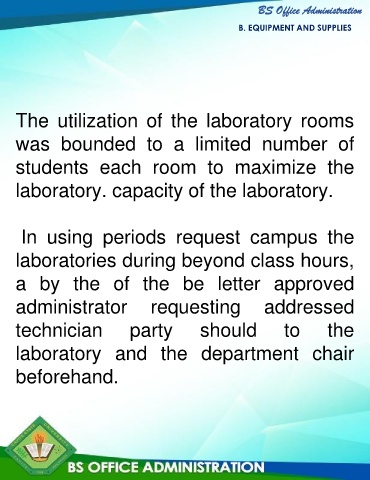 BS Office Administration
B. EQUIPMENT AND SUPPLIES
The utilization of the laboratory rooms
was bounded to a limited number of
students each room to maximize the
laboratory. capacity of the laboratory.
In using periods request campus the
laboratories during beyond class hours,
a by the of the be letter approved
administrator requesting addressed
technician party should to the
laboratory and the department chair
beforehand.
BS OFFICE ADMINISTRATION